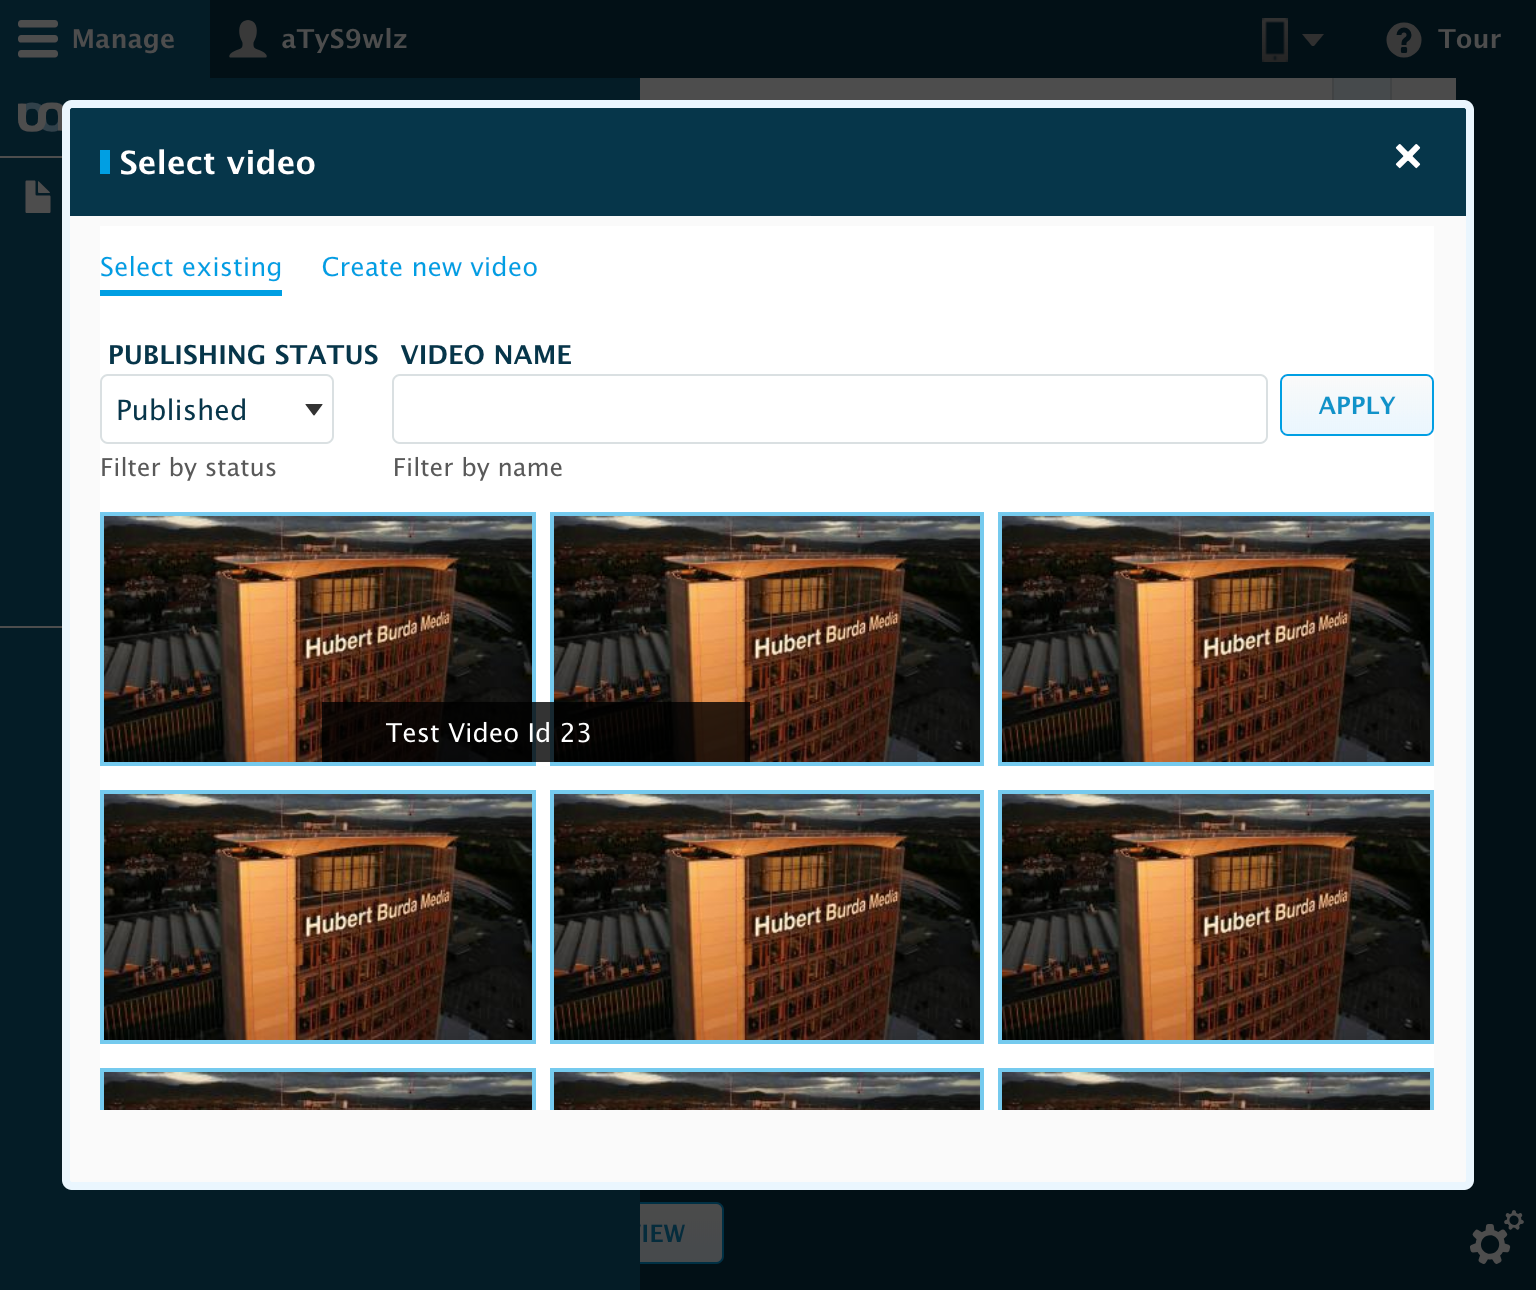 Manage
aTyS9wlz
Tour
Select video
Select existing
Create new video
PUBLISHING STATUS
VIDEO NAME
Published
APPLY
Filter by status
Filter by name
Hubert Burda Media
Hubert Burda Media
Hubert Burda Media
Test Video Id 23
Hubert Burda Media
Hubert Burda Media
Hubert Burda Media
IEW